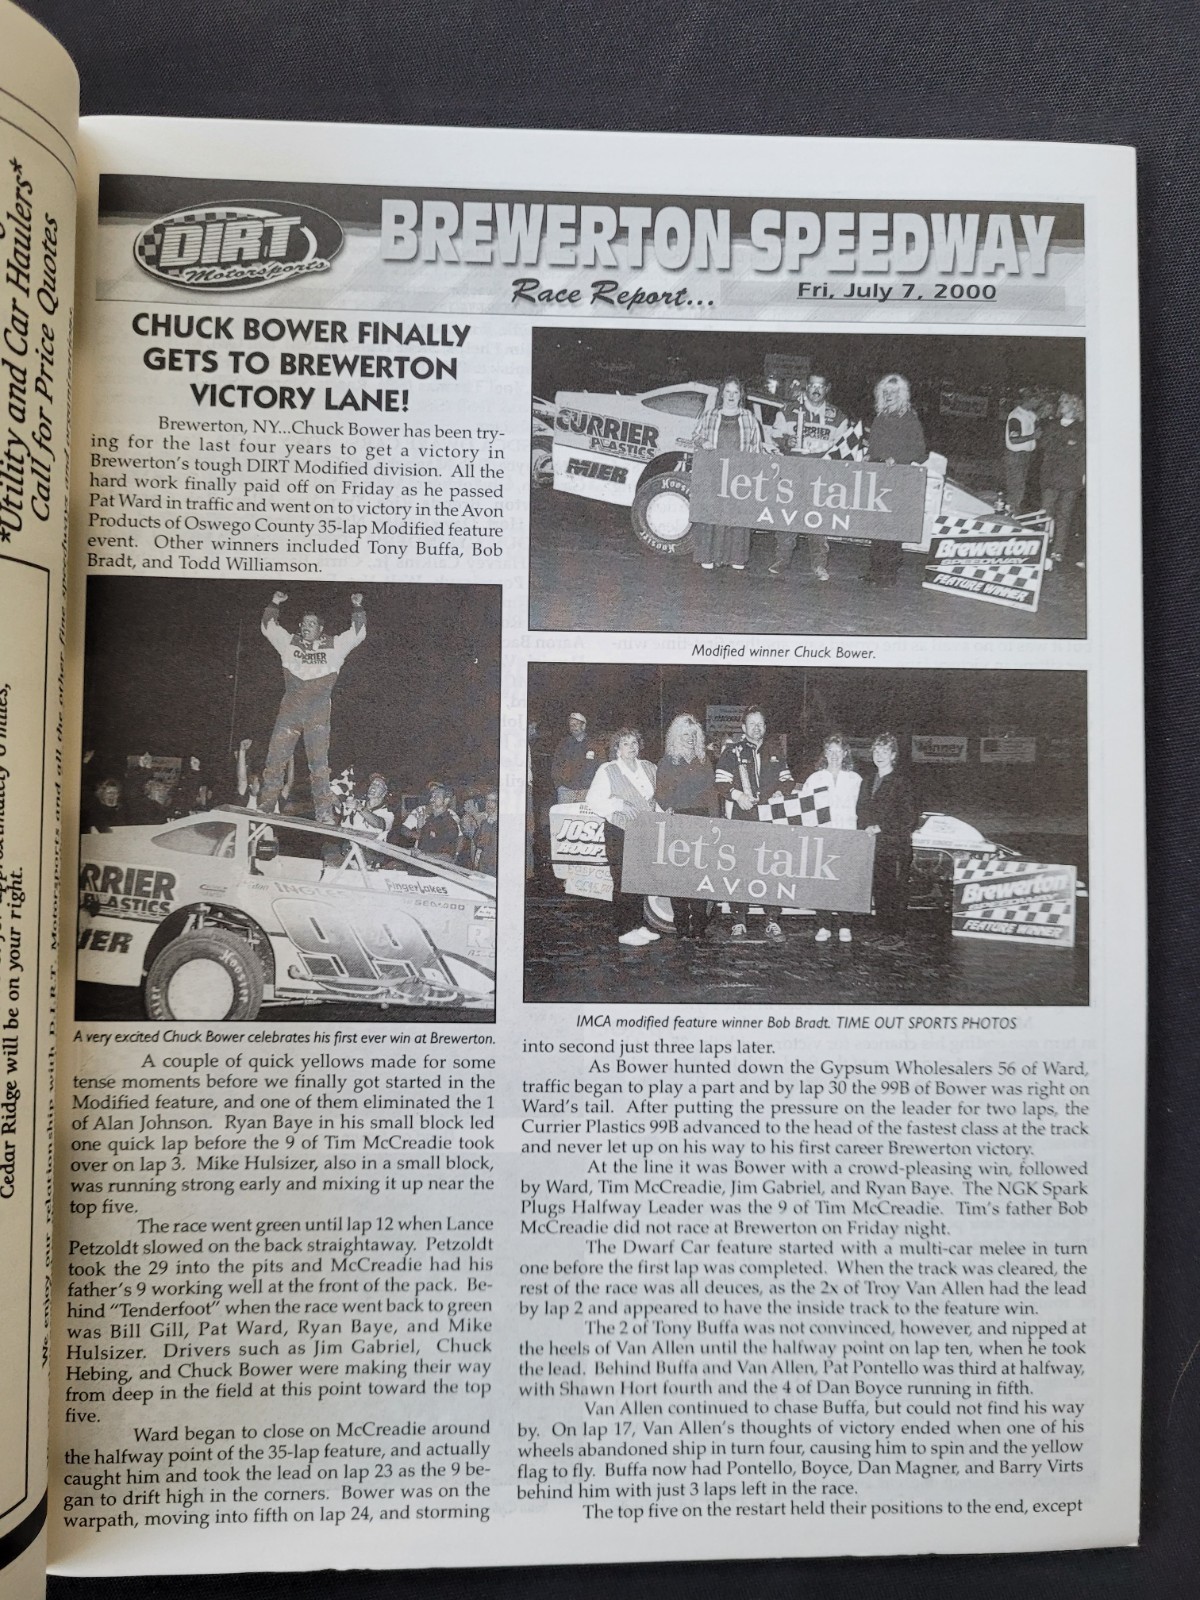 *Utility and Car Haulers*
Call for Price Quotes
Cedar Ridge will be on your right.
DIRT
Motorsports
BREWERTON SPEEDWAY
Race Report...
Fri, July 7, 2000
CHUCK BOWER FINALLY
GETS TO BREWERTON
VICTORY LANE!
Brewerton, NY...Chuck Bower has been try-
ing for the last four years to get a victory in
Brewerton's tough DIRT Modified division. All the
hard work finally paid off on Friday as he passed
Pat Ward in traffic and went on to victory in the Avon
Products of Oswego County 35-lap Modified feature
event. Other winners included Tony Buffa, Bob
Bradt, and Todd Williamson.
CURRIER
PLASTICS
RRIER
PLASTICS
IER
INGLES
FingerLakes
99
Hoosier
A very excited Chuck Bower celebrates his first ever win at Brewerton.
A couple of quick yellows made for some
tense moments before we finally got started in the
Modified feature, and one of them eliminated the 1
of Alan Johnson. Ryan Baye in his small block led
one quick lap before the 9 of Tim McCreadie took
over on lap 3. Mike Hulsizer, also in a small block,
was running strong early and mixing it up near the
top five.
The race went green until lap 12 when Lance
Petzoldt slowed on the back straightaway. Petzoldt
took the 29 into the pits and McCreadie had his
father's 9 working well at the front of the pack. Be-
hind "Tenderfoot" when the race went back to green
was Bill Gill, Pat Ward, Ryan Baye, and Mike
Hulsizer. Drivers such as Jim Gabriel, Chuck
Hebing, and Chuck Bower were making their way
from deep in the field at this point toward the top
five.
Ward began to close on McCreadie around
the halfway point of the 35-lap feature, and actually
caught him and took the lead on lap 23 as the 9 be-
gan to drift high in the corners. Bower was on the
warpath, moving into fifth on lap 24, and storming
CURRIER
PLASTICS
MIER
let's talk
AVON
Brewerton
SPEEDWAY
FEATURE WINNER
Modified winner Chuck Bower.
JOSH
ROOF
let's talk
AVON
Winney
Brewerton
SPEEDWAY
FEATURE WINNER
IMCA modified feature winner Bob Bradt. TIME OUT SPORTS PHOTOS
into second just three laps later.
As Bower hunted down the Gypsum Wholesalers 56 of Ward,
traffic began to play a part and by lap 30 the 99B of Bower was right on
Ward's tail. After putting the pressure on the leader for two laps, the
Currier Plastics 99B advanced to the head of the fastest class at the track
and never let up on his way to his first career Brewerton victory.
At the line it was Bower with a crowd-pleasing win, followed
by Ward, Tim McCreadie, Jim Gabriel, and Ryan Baye. The NGK Spark
Plugs Halfway Leader was the 9 of Tim McCreadie. Tim's father Bob
McCreadie did not race at Brewerton on Friday night.
The Dwarf Car feature started with a multi-car melee in turn
one before the first lap was completed. When the track was cleared, the
rest of the race was all deuces, as the 2x of Troy Van Allen had the lead
by lap 2 and appeared to have the inside track to the feature win.
The 2 of Tony Buffa was not convinced, however, and nipped at
the heels of Van Allen until the halfway point on lap ten, when he took
the lead. Behind Buffa and Van Allen, Pat Pontello was third at halfway,
with Shawn Hort fourth and the 4 of Dan Boyce running in fifth.
Van Allen continued to chase Buffa, but could not find his way
by. On lap 17, Van Allen's thoughts of victory ended when one of his
wheels abandoned ship in turn four, causing him to spin and the yellow
flag to fly. Buffa now had Pontello, Boyce, Dan Magner, and Barry Virts
behind him with just 3 laps left in the race.
The top five on the restart held their positions to the end, except